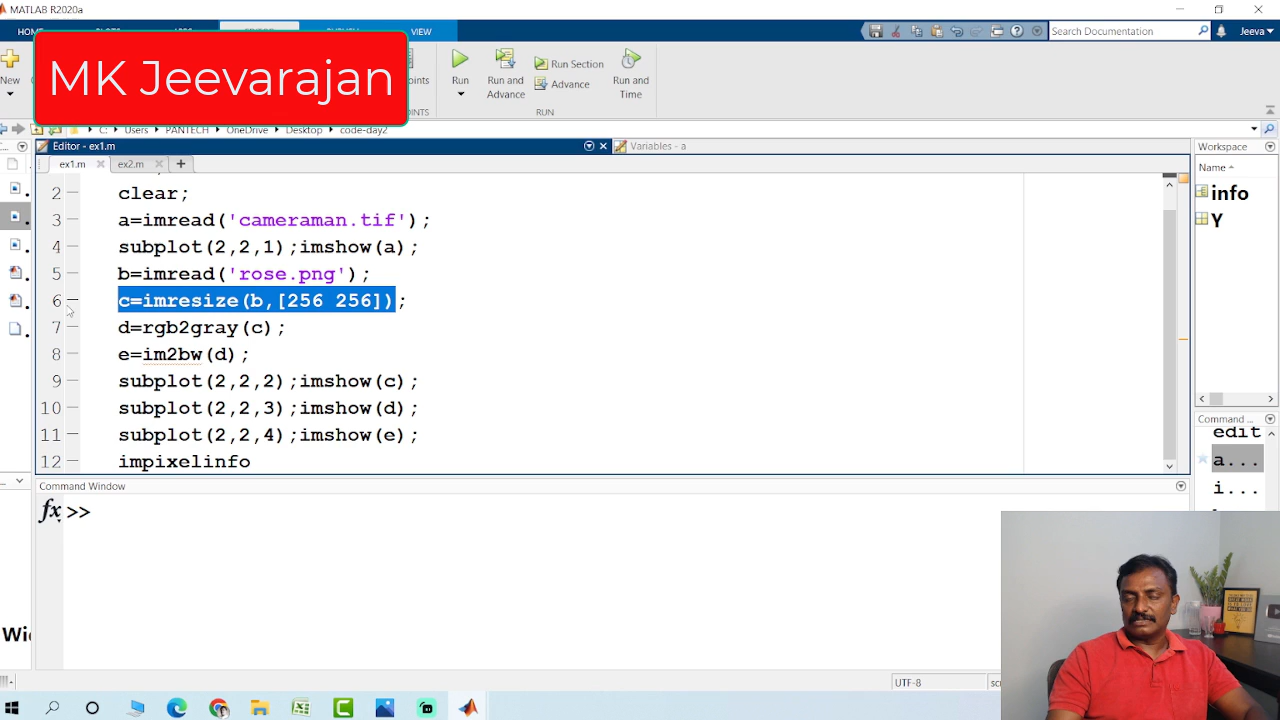 MATLAB R2020a
HOME
VIEW
Search Documentation
Jeeva
MK Jeevarajan
New
Run
Run and Advance
Run Section
Advance
Run and Time
RUN
C: Users PANTECH OneDrive Desktop code-day2
Editor - ex1.m
Variables - a
Workspace
ex1.m
ex2.m
Name
info
Y
2 clear;
3 a=imread('cameraman.tif');
4 subplot(2,2,1);imshow(a);
5 b=imread('rose.png');
6 c=imresize(b,[256 256]);
7 d=rgb2gray(c);
8 e=im2bw(d);
9 subplot(2,2,2);imshow(c);
10 subplot(2,2,3);imshow(d);
11 subplot(2,2,4);imshow(e);
12 impixelinfo
Command ...
edit
a...
i...
Command Window
fx >>
Wi
UTF-8